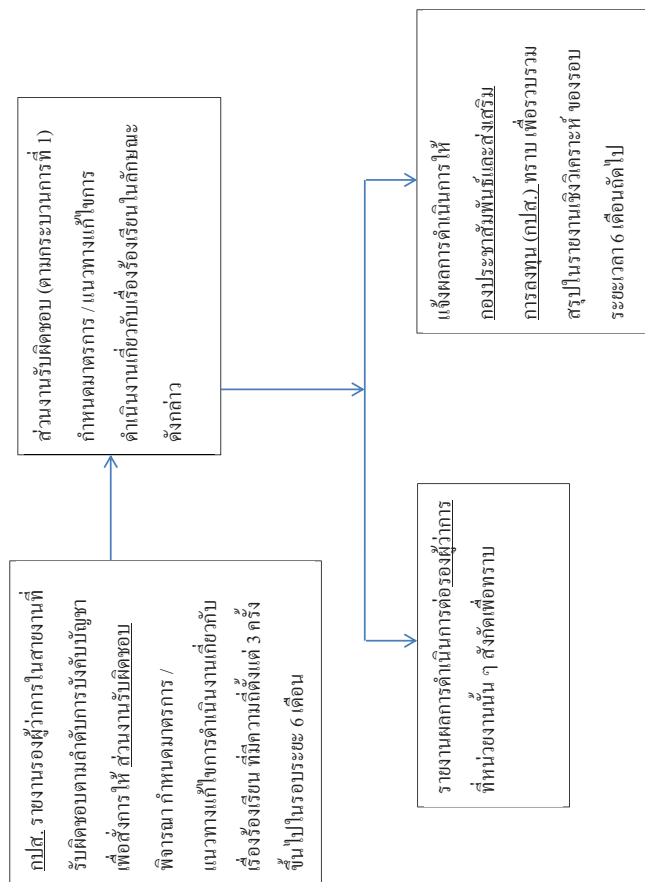 กปส. รายงานรองผู้ว่าการในสายงานที่
รับผิดชอบตามลำดับการบังคับบัญชา
เพื่อสั่งการให้ ส่วนงานรับผิดชอบ
พิจารณา กำหนดมาตรการ /
แนวทางแก้ไขการดำเนินงานเกี่ยวกับ
เรื่องร้องเรียน ที่มีความถี่ตั้งแต่ 3 ครั้ง
ขึ้นไปในรอบระยะ 6 เดือน
ส่วนงานรับผิดชอบ (ตามกระบวนการที่ 1)
กำหนดมาตรการ / แนวทางแก้ไขการ
ดำเนินงานเกี่ยวกับเรื่องร้องเรียนในลักษณะ
ดังกล่าว
รายงานผลการดำเนินการต่อรองผู้ว่าการ
ที่หน่วยงานนั้น ๆ สังกัดเพื่อทราบ
แจ้งผลการดำเนินการให้
กองประชาสัมพันธ์และส่งเสริม
การลงทุน (กปส.) ทราบ เพื่อรวบรวม
สรุปในรายงานเชิงวิเคราะห์ ของรอบ
ระยะเวลา 6 เดือนถัดไป